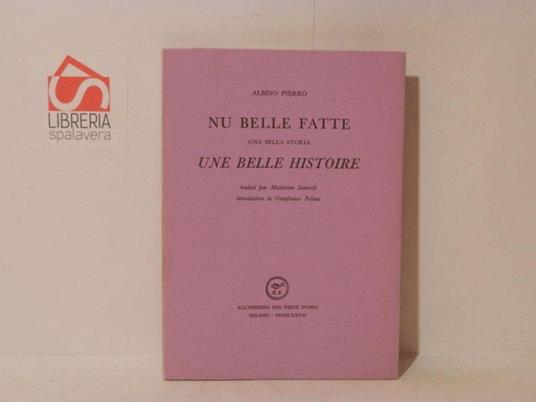 LIBRERIA
spalavera
ALBINO PIERRO
NU BELLE FATTE
UNA BELLA STORIA
UNE BELLE HISTOIRE
traduit par Madeleine Santschi
introduction de Gianfranco Folena
ALL'INSEGNA DEL PESCE D'ORO
MILANO - MCMLXXVII